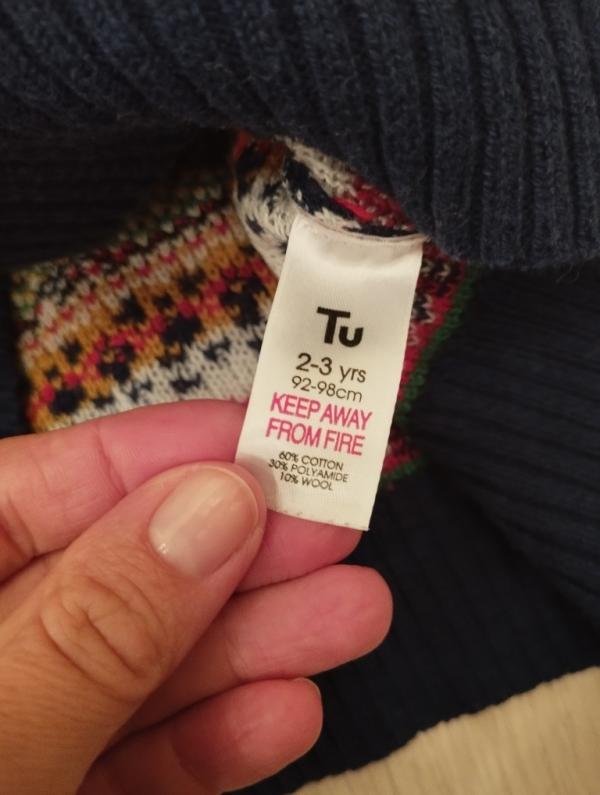 Tu
2-3 yrs
92-98cm
KEEP AWAY
FROM FIRE
60% COTTON
30% POLYAMIDE
10% WOOL